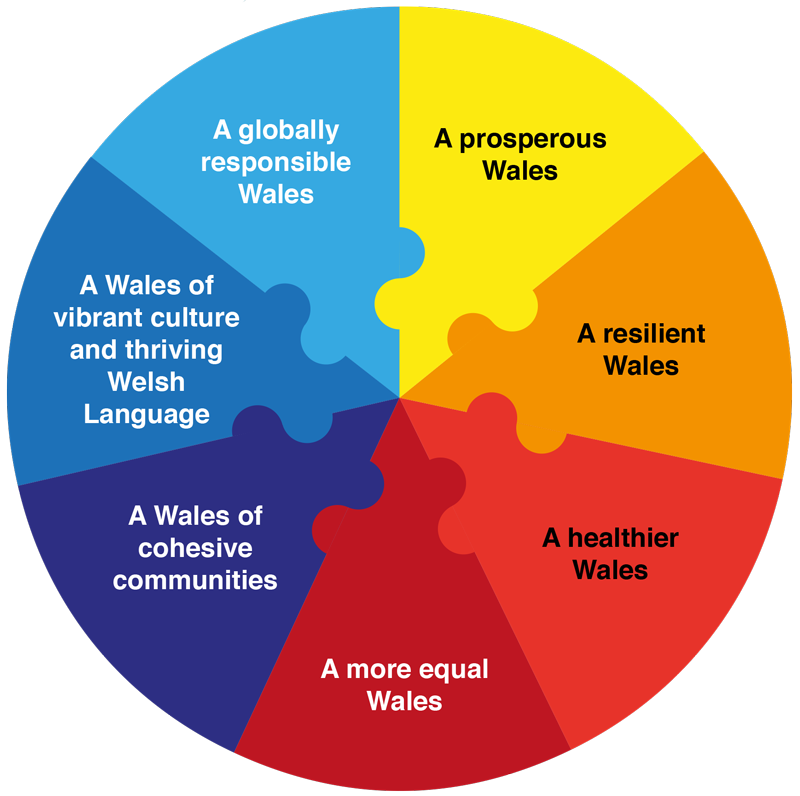 A prosperous
Wales
A resilient
Wales
A healthier
Wales
A more equal
Wales
A Wales of
cohesive
communities
A Wales of
vibrant culture
and thriving
Welsh
Language
A globally
responsible
Wales